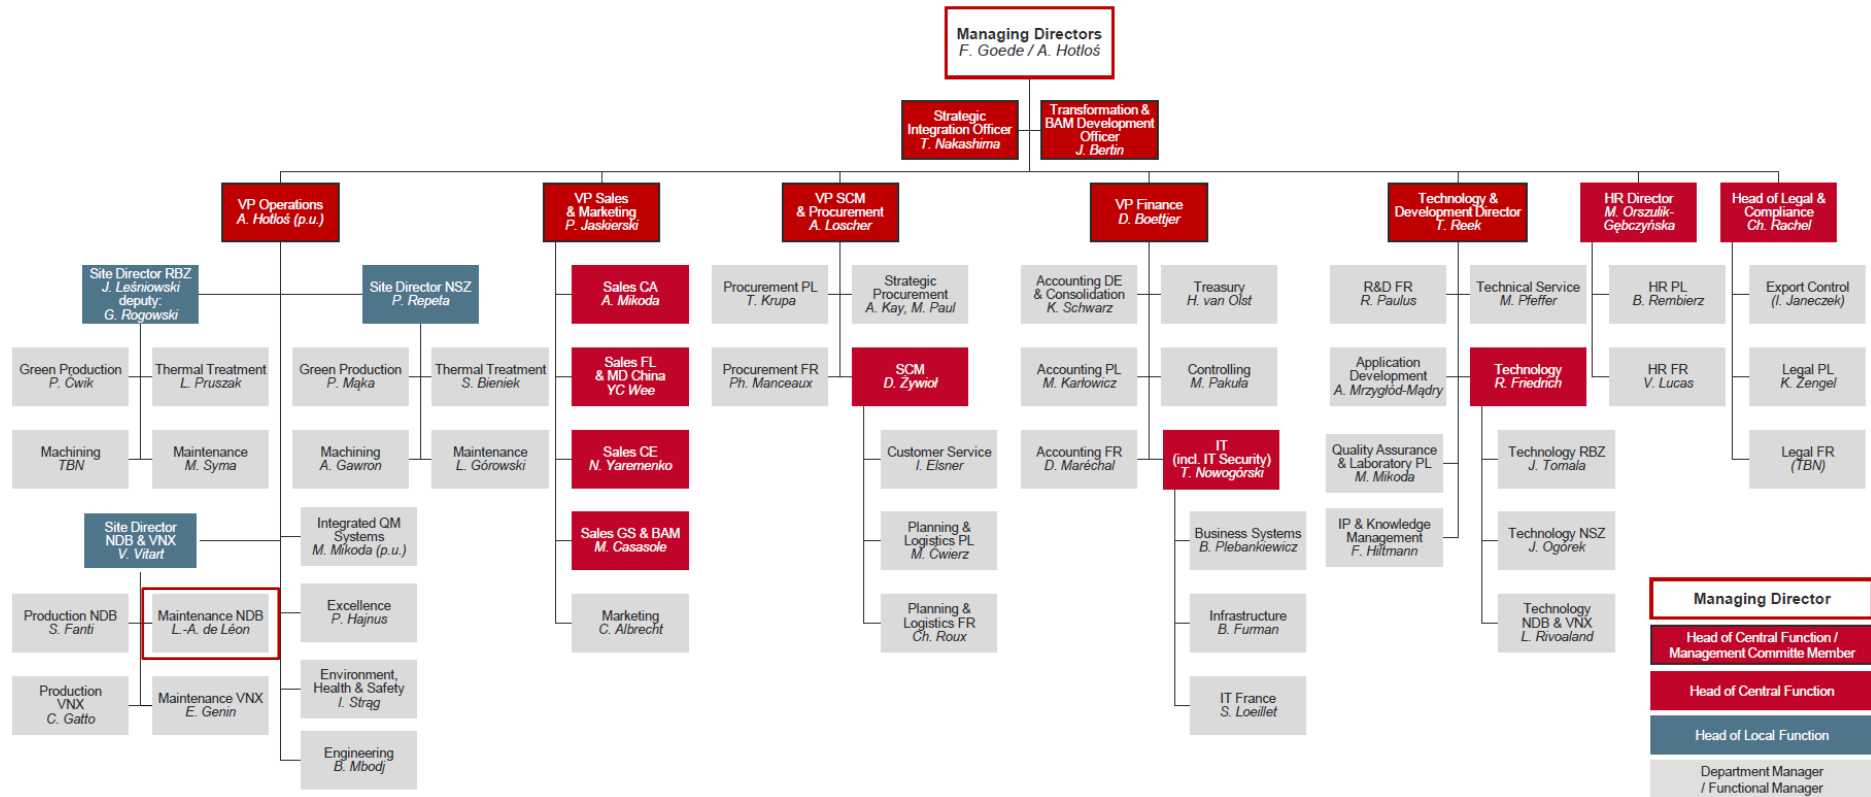 Managing Directors
F. Goede / A. Hotloś
Strategic
Integration Officer
T. Nakashima
Transformation &
BAM Development
Officer
J. Bertin
VP Operations
A. Hotloś (p.u.)
VP Sales
& Marketing
P. Jaskierski
VP SCM
& Procurement
A. Loscher
VP Finance
D. Boettjer
Technology &
Development Director
T. Reek
HR Director
M. Orszulik-
Gębczyńska
Head of Legal &
Compliance
Ch. Rachel
Site Director RBZ
J. Leśniowski
deputy:
G. Rogowski
Site Director NSZ
P. Repeta
Green Production
P. Ćwik
Thermal Treatment
L. Pruszak
Green Production
P. Mąka
Thermal Treatment
S. Bieniek
Machining
TBN
Maintenance
M. Syma
Machining
A. Gawron
Maintenance
L. Górowski
Site Director
NDB & VNX
V. Vitart
Integrated QM
Systems
M. Mikoda (p.u.)
Production NDB
S. Fanti
Maintenance NDB
L.-A. de Léon
Excellence
P. Hajnus
Production
VNX
C. Gatto
Maintenance VNX
E. Genin
Environment,
Health & Safety
I. Strąg
Engineering
B. Mbodj
Sales CA
A. Mikoda
Sales FL
& MD China
YC Wee
Sales CE
N. Yaremenko
Sales GS & BAM
M. Casasole
Marketing
C. Albrecht
Procurement PL
T. Krupa
Strategic
Procurement
A. Kay, M. Paul
Procurement FR
Ph. Manceaux
SCM
D. Żywioł
Customer Service
I. Elsner
Planning &
Logistics PL
M. Ćwierz
Planning &
Logistics FR
Ch. Roux
Accounting DE
& Consolidation
K. Schwarz
Treasury
H. van Olst
Accounting PL
M. Karłowicz
Controlling
M. Pakuła
Accounting FR
D. Maréchal
IT
(incl. IT Security)
T. Nowogórski
Business Systems
B. Plebankiewicz
Infrastructure
B. Furman
IT France
S. Loeillet
R&D FR
R. Paulus
Technical Service
M. Pfeffer
Application
Development
A. Mrzygłód-Mądry
Technology
R. Friedrich
Quality Assurance
& Laboratory PL
M. Mikoda
Technology RBZ
J. Tomala
IP & Knowledge
Management
F. Hiltmann
Technology NSZ
J. Ogórek
Technology
NDB & VNX
L. Rivoaland
HR PL
B. Rembierz
HR FR
V. Lucas
Export Control
(I. Janeczek)
Legal PL
K. Żengel
Legal FR
(TBN)
Managing Director
Head of Central Function /
Management Committe Member
Head of Central Function
Head of Local Function
Department Manager
/ Functional Manager